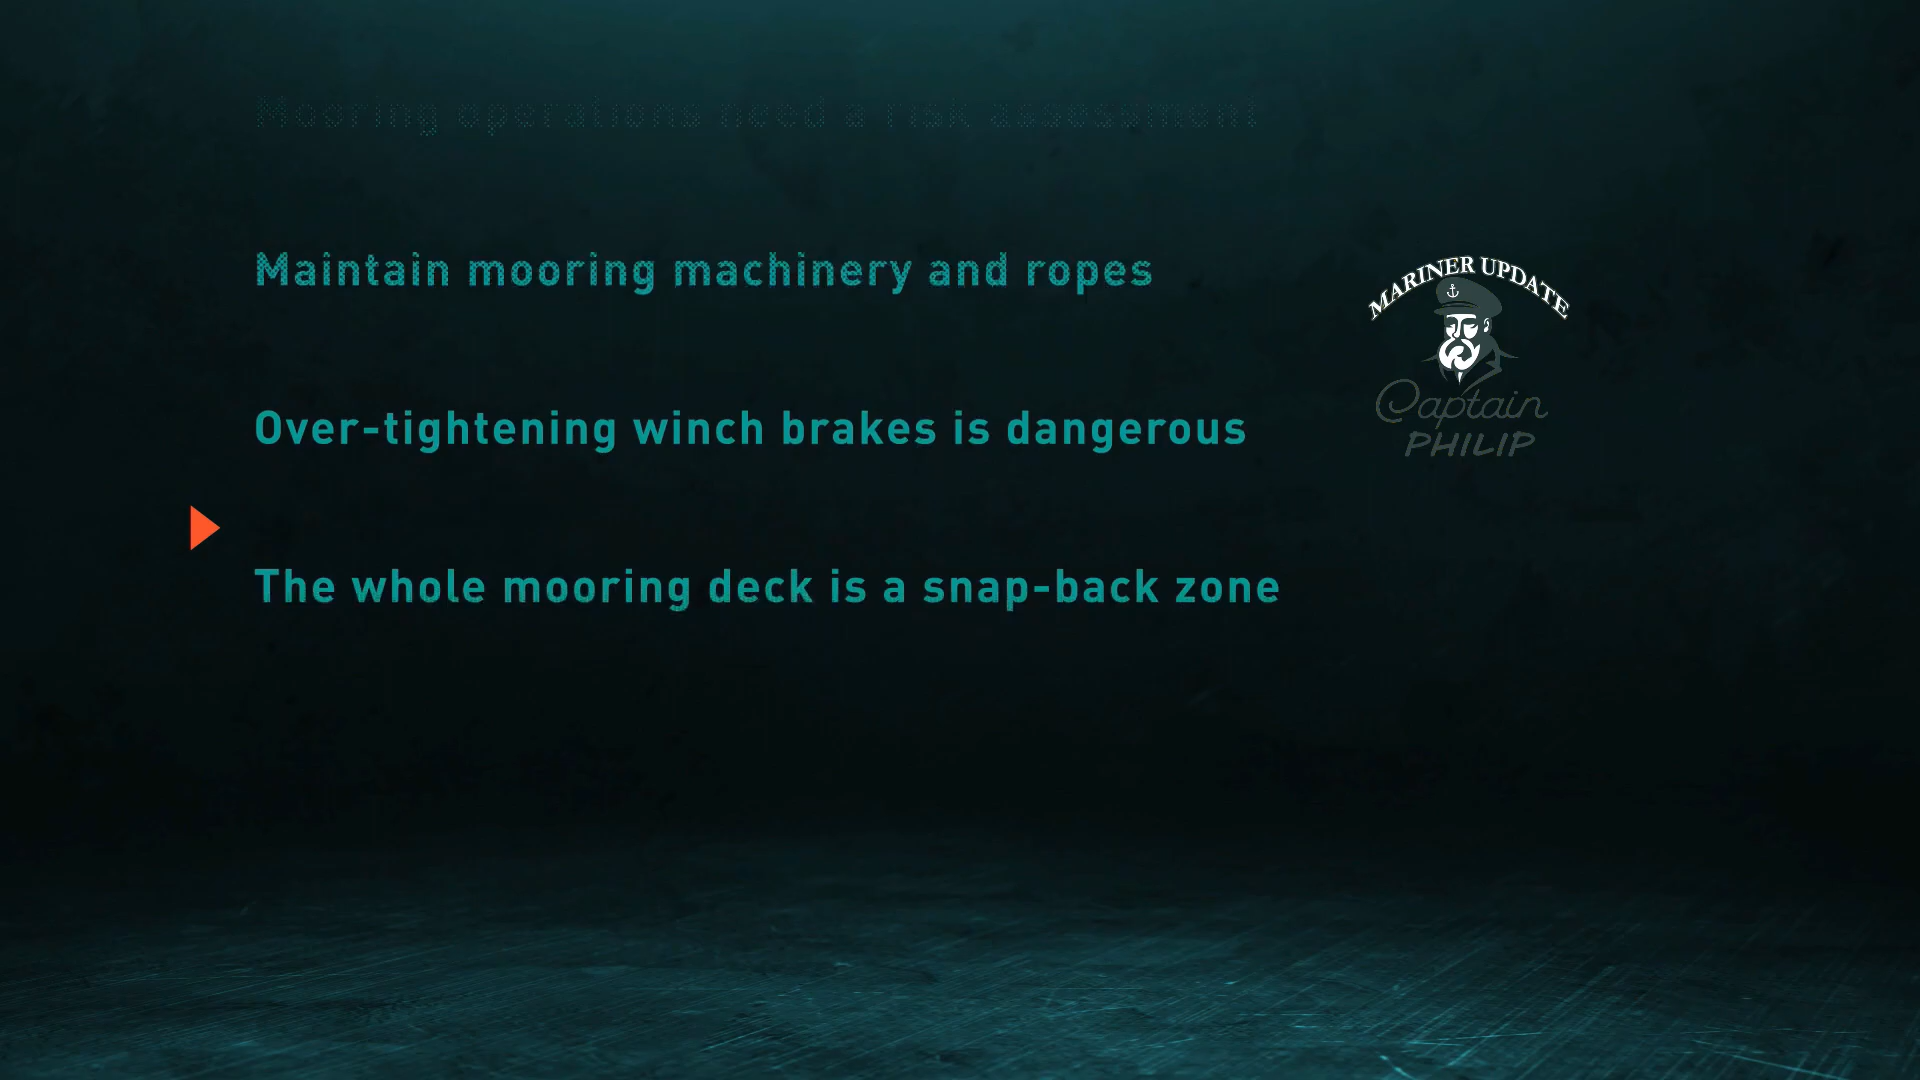 Mooring operations need a risk assessment
Maintain mooring machinery and ropes
MARINER UPDATE
Captain
PHILIP
Over-tightening winch brakes is dangerous
The whole mooring deck is a snap-back zone